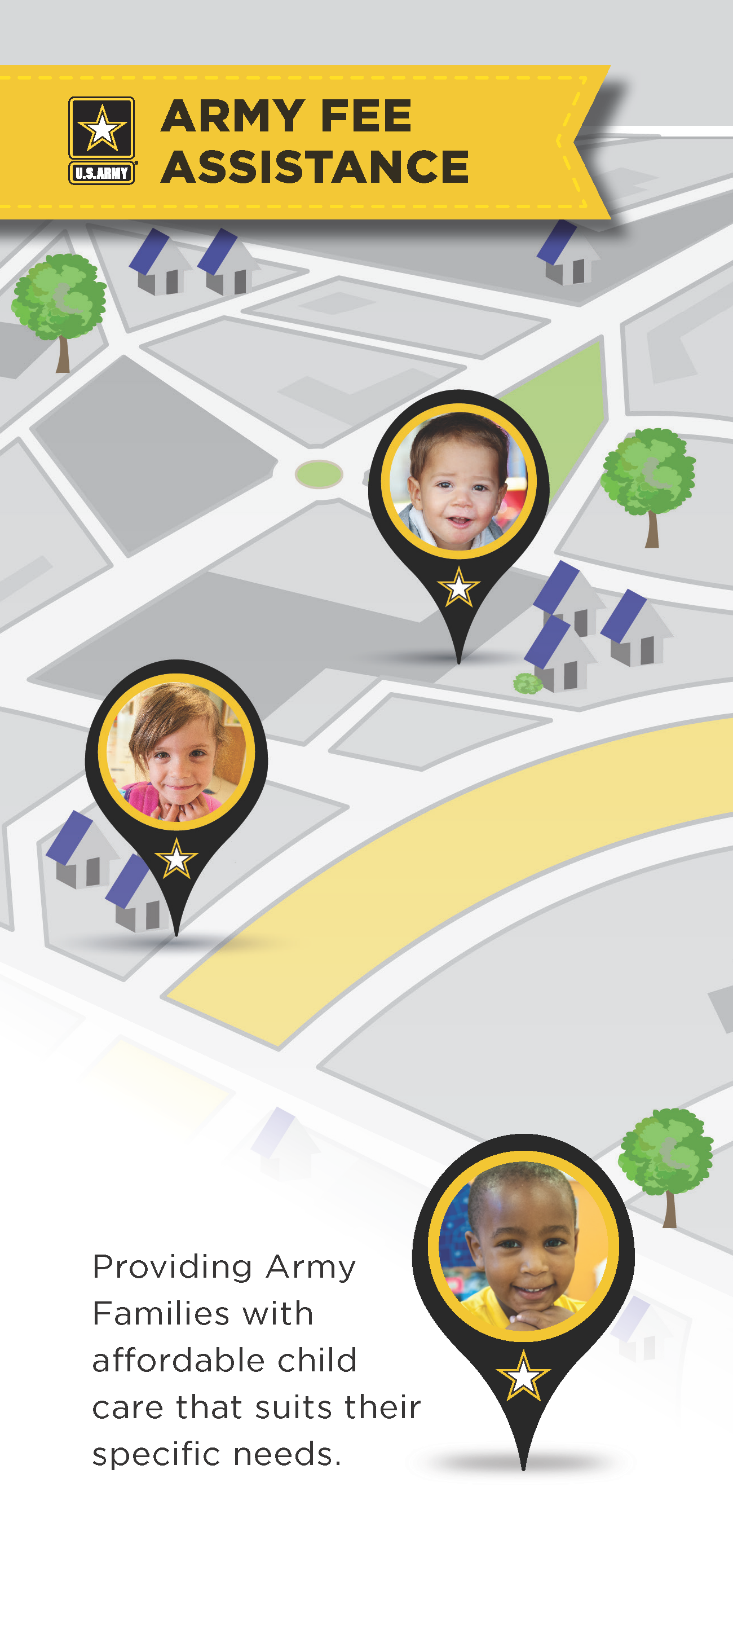 ARMY FEE
ASSISTANCE
U.S.ARMY
Providing Army
Families with
affordable child
care that suits their
specific needs.